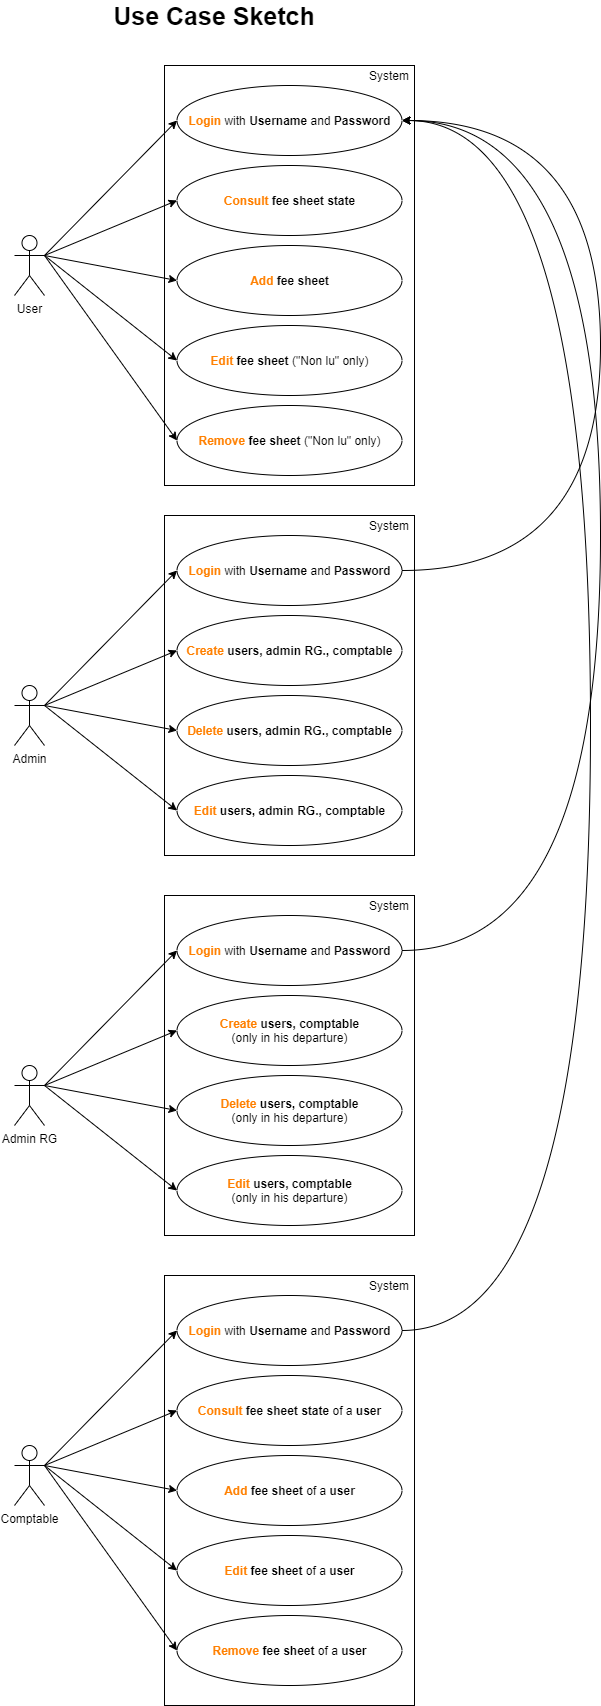 Use Case Sketch
System
Login with Username and Password
Consult fee sheet state
Add fee sheet
User
Edit fee sheet ("Non lu" only)
Remove fee sheet ("Non lu" only)
System
Login with Username and Password
Create users, admin RG., comptable
Delete users, admin RG., comptable
Admin
Edit users, admin RG., comptable
System
Login with Username and Password
Create users, comptable
(only in his departure)
Delete users, comptable
(only in his departure)
Admin RG
Edit users, comptable
(only in his departure)
System
Login with Username and Password
Consult fee sheet state of a user
Add fee sheet of a user
Comptable
Edit fee sheet of a user
Remove fee sheet of a user